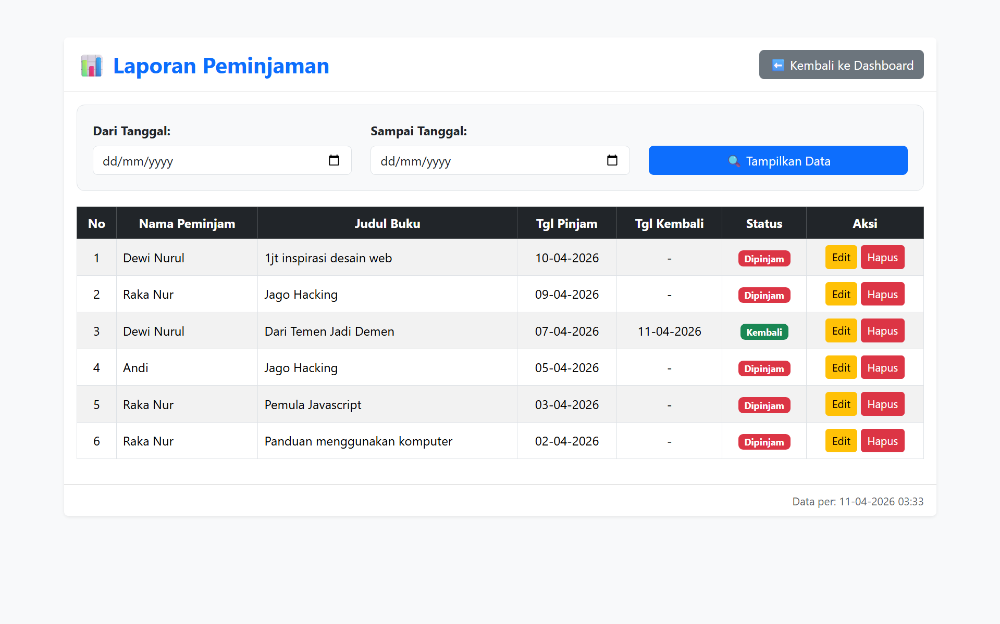 Laporan Peminjaman
Kembali ke Dashboard
Dari Tanggal:
Sampai Tanggal:
dd/mm/yyyy
dd/mm/yyyy
Tampilkan Data
No Nama Peminjam Judul Buku Tgl Pinjam Tgl Kembali Status Aksi
1 Dewi Nurul 1jt inspirasi desain web 10-04-2026 - Dipinjam Edit Hapus
2 Raka Nur Jago Hacking 09-04-2026 - Dipinjam Edit Hapus
3 Dewi Nurul Dari Temen Jadi Demen 07-04-2026 11-04-2026 Kembali Edit Hapus
4 Andi Jago Hacking 05-04-2026 - Dipinjam Edit Hapus
5 Raka Nur Pemula Javascript 03-04-2026 - Dipinjam Edit Hapus
6 Raka Nur Panduan menggunakan komputer 02-04-2026 - Dipinjam Edit Hapus
Data per: 11-04-2026 03:33